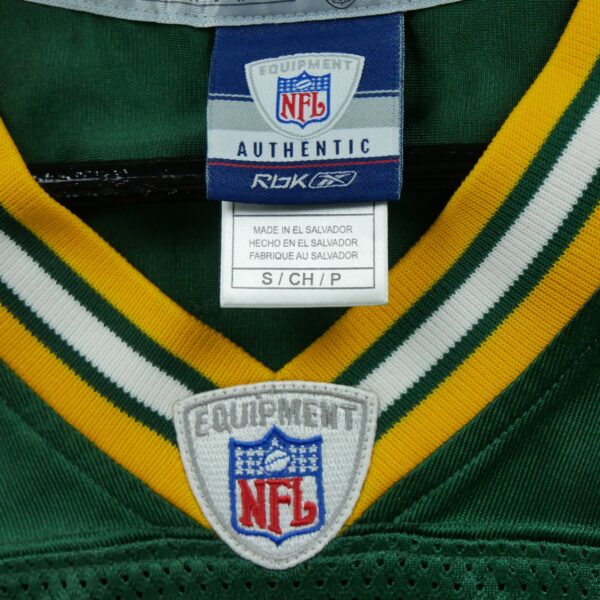 EQUIPMENT
NFL
AUTHENTIC
RBK
MADE IN EL SALVADOR
HECHO EN EL SALVADOR
FABRIQUE AU SALVADOR
S / CH / P
EQUIPMENT
NFL